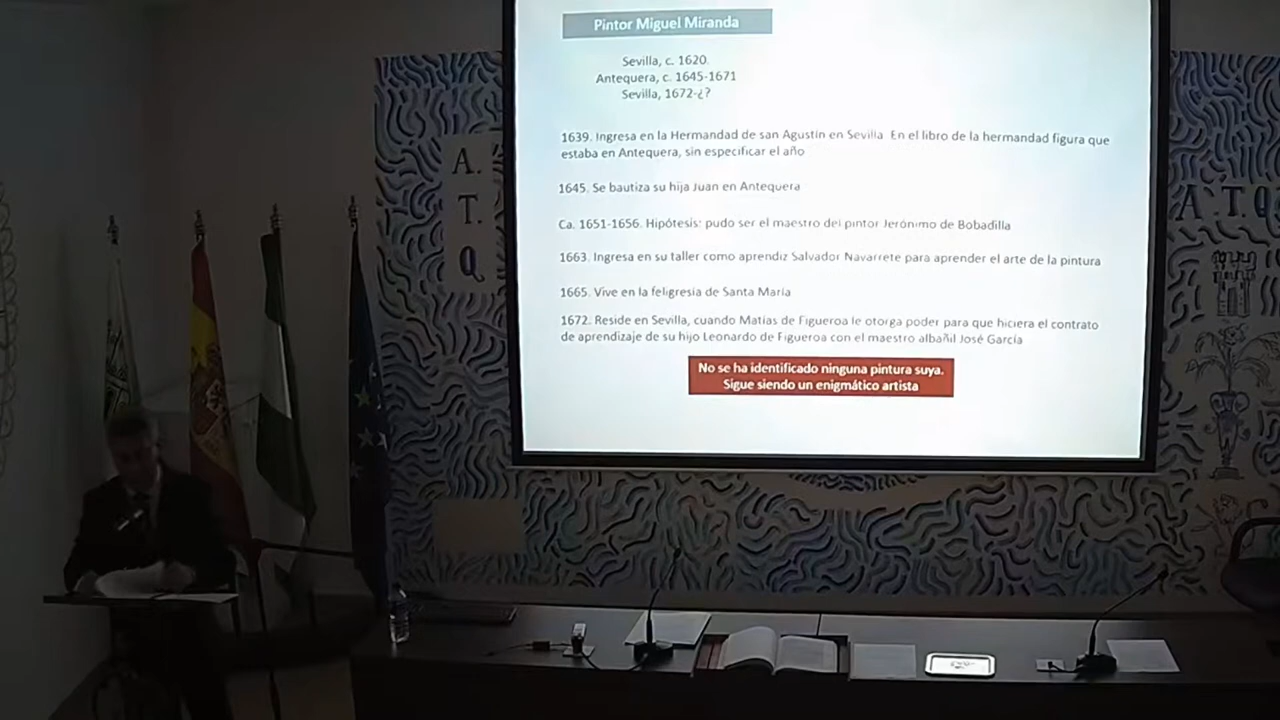 Pintor Miguel Miranda
Sevilla, c. 1620.
Antequera, c. 1645-1671
Sevilla, 1672-¿?
1639. Ingresa en la Hermandad de san Agustín en Sevilla. En el libro de la hermandad figura que
estaba en Antequera, sin especificar el año
1645. Se bautiza su hija Juan en Antequera
Ca. 1651-1656. Hipótesis: pudo ser el maestro del pintor Jerónimo de Bobadilla
1663. Ingresa en su taller como aprendiz Salvador Navarrete para aprender el arte de la pintura
1665. Vive en la feligresía de Santa María
1672. Reside en Sevilla, cuando Matías de Figueroa le otorga poder para que hiciera el contrato
de aprendizaje de su hijo Leonardo de Figueroa con el maestro albañil José García
No se ha identificado ninguna pintura suya.
Sigue siendo un enigmático artista
A.
T.
Q
A.T.Q